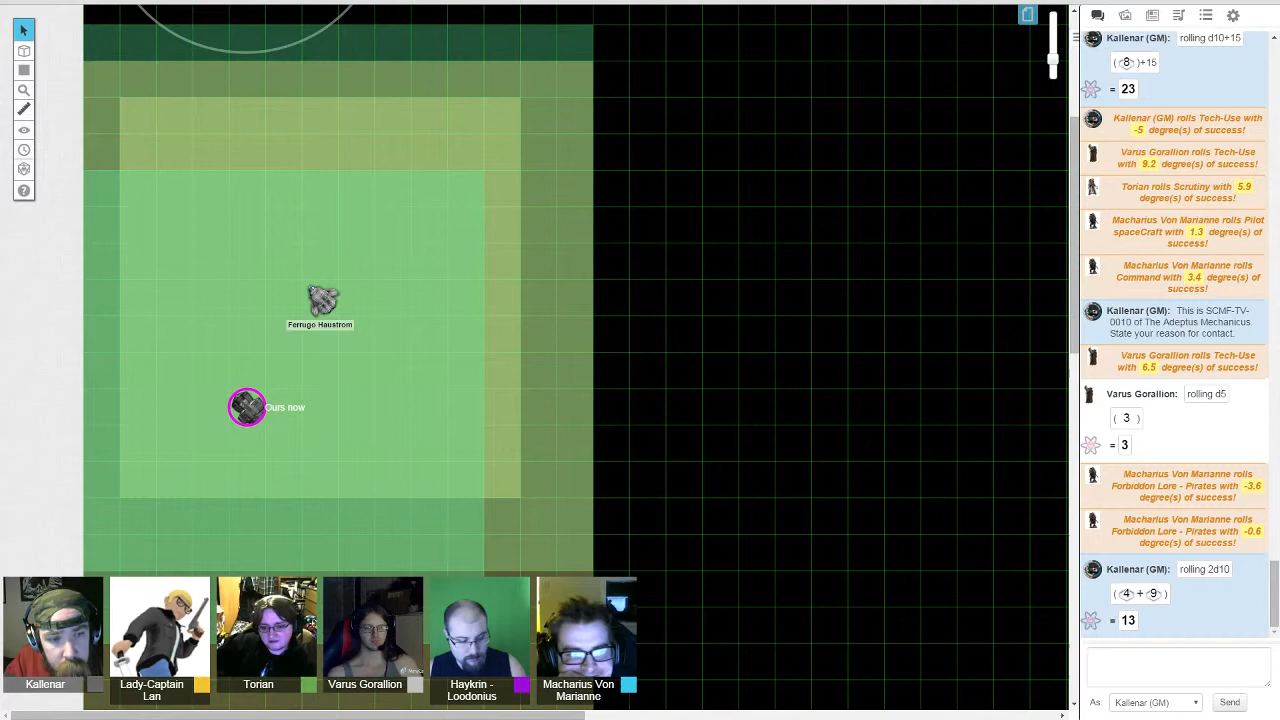 Kallenar (GM): rolling d10+15
(8)+15
= 23
Kallenar (GM) rolls Tech-Use with
-5 degree(s) of success!
Varus Gorallion rolls Tech-Use
with 9.2 degree(s) of success!
Torian rolls Scrutiny with 5.9
degree(s) of success!
Macharius Von Marianne rolls Pilot
spaceCraft with 1.3 degree(s) of
success!
Macharius Von Marianne rolls
Command with 3.4 degree(s) of
success!
Kallenar (GM): This is SCMF-TV-
0010 of The Adeptus Mechanicus.
State your reason for contact.
Varus Gorallion rolls Tech-Use
with 6.5 degree(s) of success!
Varus Gorallion: rolling d5
( 3 )
= 3
Macharius Von Marianne rolls
Forbidden Lore - Pirates with -3.6
degree(s) of success!
Macharius Von Marianne rolls
Forbidden Lore - Pirates with -0.6
degree(s) of success!
Kallenar (GM): rolling 2d10
(4+9)
= 13
As: Kallenar (GM) Send
Ferrugo Haustrom
Ours now
Kallenar
Lady-Captain
Lan
Torian
Varus Gorallion
Haykrin -
Loodonius
Macharius Von
Marianne